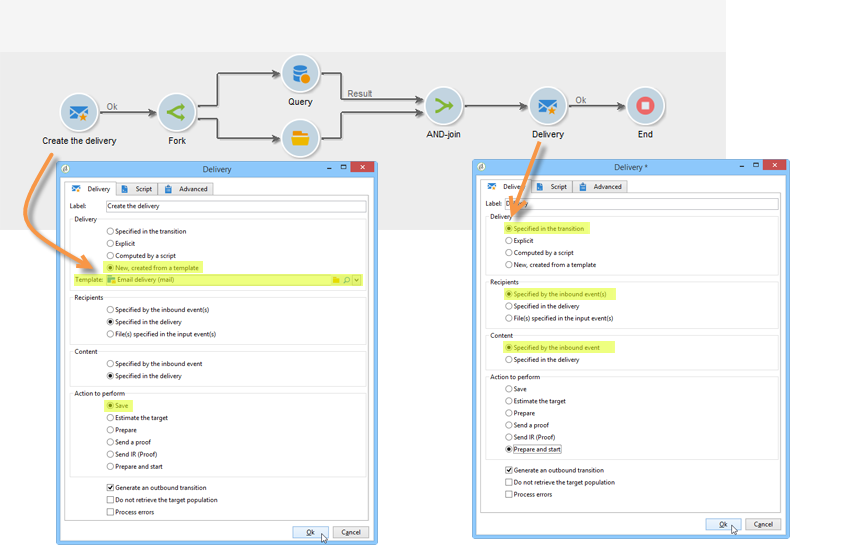 Query
Ok
Result
Ok
Create the delivery
Fork
AND-join
Delivery
End
Delivery
Delivery Script Advanced
Label: Create the delivery
Delivery
Specified in the transition
Explicit
Computed by a script
New, created from a template
Template: Email delivery (mail)
Recipients
Specified by the inbound event(s)
Specified in the delivery
File(s) specified in the input event(s)
Content
Specified by the inbound event
Specified in the delivery
Action to perform
Save
Estimate the target
Prepare
Send a proof
Send IR (Proof)
Prepare and start
Generate an outbound transition
Do not retrieve the target population
Process errors
Ok Cancel
Delivery *
Delivery Script Advanced
Label: Delivery
Delivery
Specified in the transition
Explicit
Computed by a script
New, created from a template
Recipients
Specified by the inbound event(s)
Specified in the delivery
File(s) specified in the input event(s)
Content
Specified by the inbound event
Specified in the delivery
Action to perform
Save
Estimate the target
Prepare
Send a proof
Send IR (Proof)
Prepare and start
Generate an outbound transition
Do not retrieve the target population
Process errors
Ok Cancel